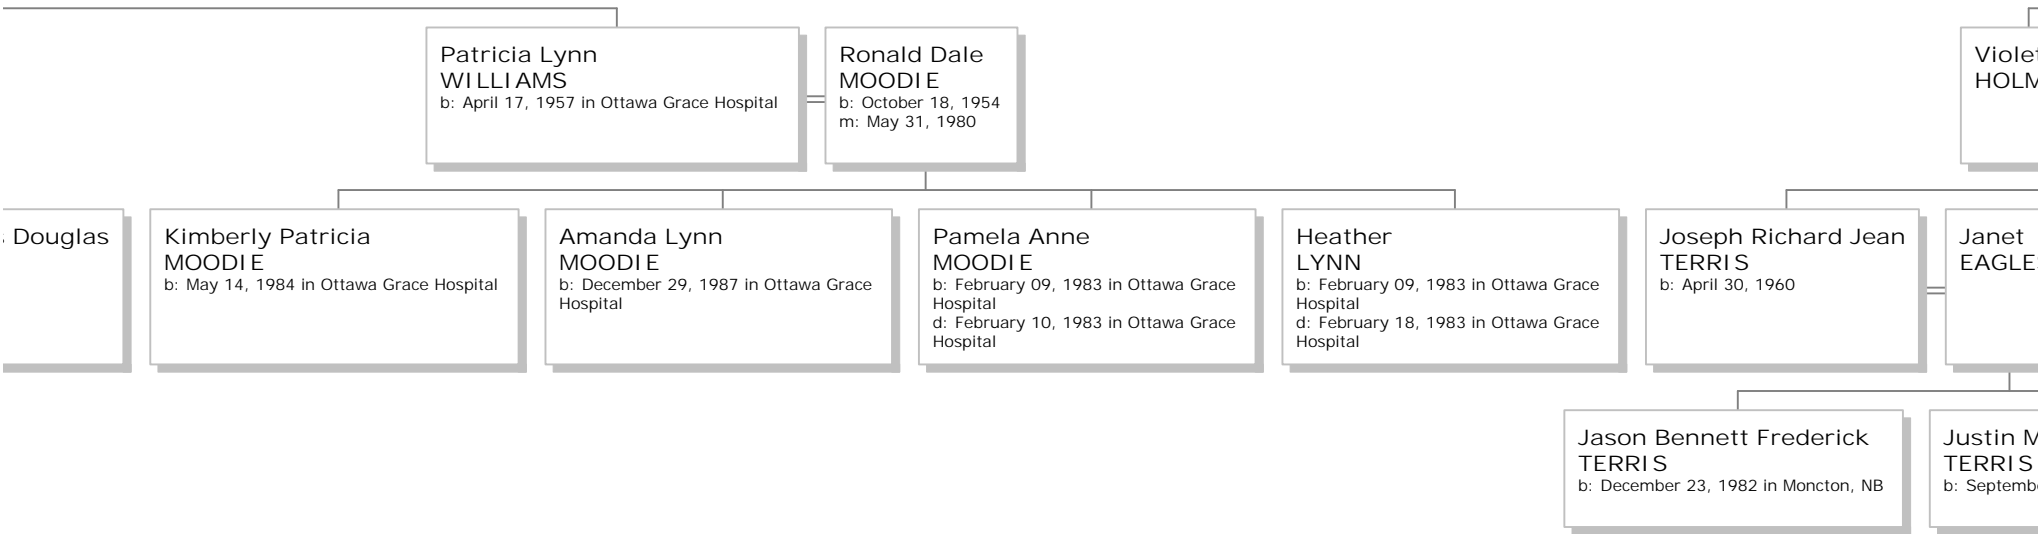 Patricia Lynn
WILLIAMS
b: April 17, 1957 in Ottawa Grace Hospital
Ronald Dale
MOODIE
b: October 18, 1954
m: May 31, 1980
Douglas
Kimberly Patricia
MOODIE
b: May 14, 1984 in Ottawa Grace Hospital
Amanda Lynn
MOODIE
b: December 29, 1987 in Ottawa Grace
Hospital
Pamela Anne
MOODIE
b: February 09, 1983 in Ottawa Grace
Hospital
d: February 10, 1983 in Ottawa Grace
Hospital
Heather
LYNN
b: February 09, 1983 in Ottawa Grace
Hospital
d: February 18, 1983 in Ottawa Grace
Hospital
Joseph Richard Jean
TERRIS
b: April 30, 1960
Janet
Jason Bennett Frederick
TERRIS
b: December 23, 1982 in Moncton, NB
Justin M
TERRIS
b: